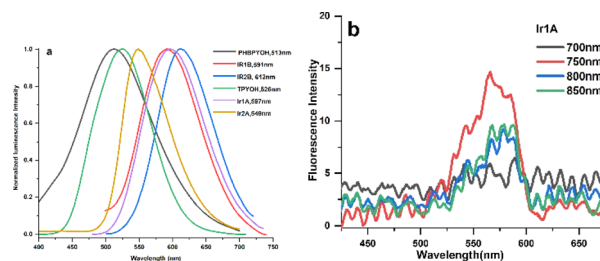 a
PHBPYOH,513nm
IR1B,591nm
IR2B, 612nm
TPYOH,526nm
Ir1A,597nm
Ir2A,549nm
Normalized Luminescence Intensity
1.0
0.8
0.6
0.4
0.2
0.0
400 450 500 550 600 650 700 750
Wavelength (nm)
b
Ir1A
700nm
750nm
800nm
850nm
Fluorescence Intensity
20
15
10
5
0
450 500 550 600 650
Wavelength(nm)